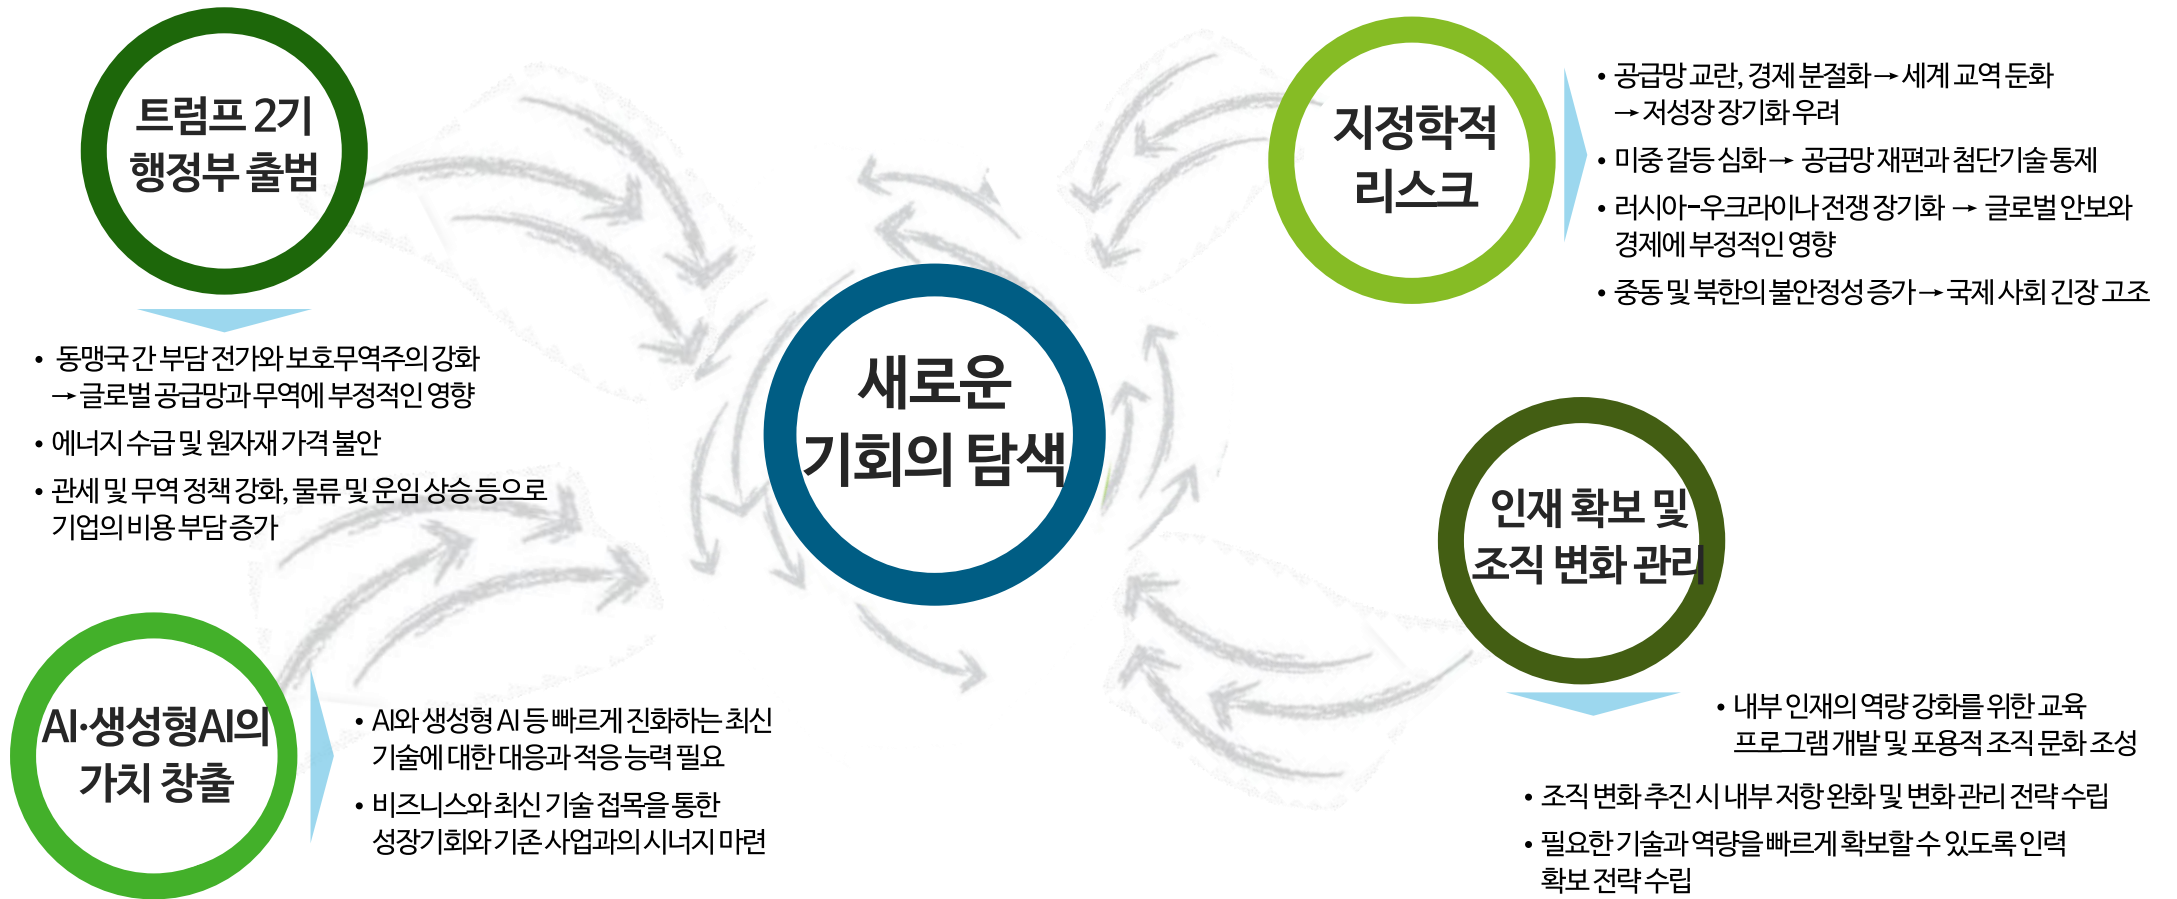 트럼프 2기
행정부 출범
• 동맹국 간 부담 전가와 보호무역주의 강화
→ 글로벌 공급망과 무역에 부정적인 영향
• 에너지 수급 및 원자재 가격 불안
• 관세 및 무역 정책 강화, 물류 및 운임 상승 등으로
기업의 비용 부담 증가
지정학적
리스크
• 공급망 교란, 경제 분절화 → 세계 교역 둔화
→ 저성장 장기화 우려
• 미중 갈등 심화 → 공급망 재편과 첨단기술 통제
• 러시아-우크라이나 전쟁 장기화 → 글로벌 안보와
경제에 부정적인 영향
• 중동 및 북한의 불안정성 증가 → 국제 사회 긴장 고조
새로운
기회의 탐색
AI·생성형AI의
가치 창출
• AI와 생성형 AI 등 빠르게 진화하는 최신
기술에 대한 대응과 적응 능력 필요
• 비즈니스와 최신 기술 접목을 통한
성장기회와 기존 사업과의 시너지 마련
인재 확보 및
조직 변화 관리
• 내부 인재의 역량 강화를 위한 교육
프로그램 개발 및 포용적 조직 문화 조성
• 조직 변화 추진 시 내부 저항 완화 및 변화 관리 전략 수립
• 필요한 기술과 역량을 빠르게 확보할 수 있도록 인력
확보 전략 수립